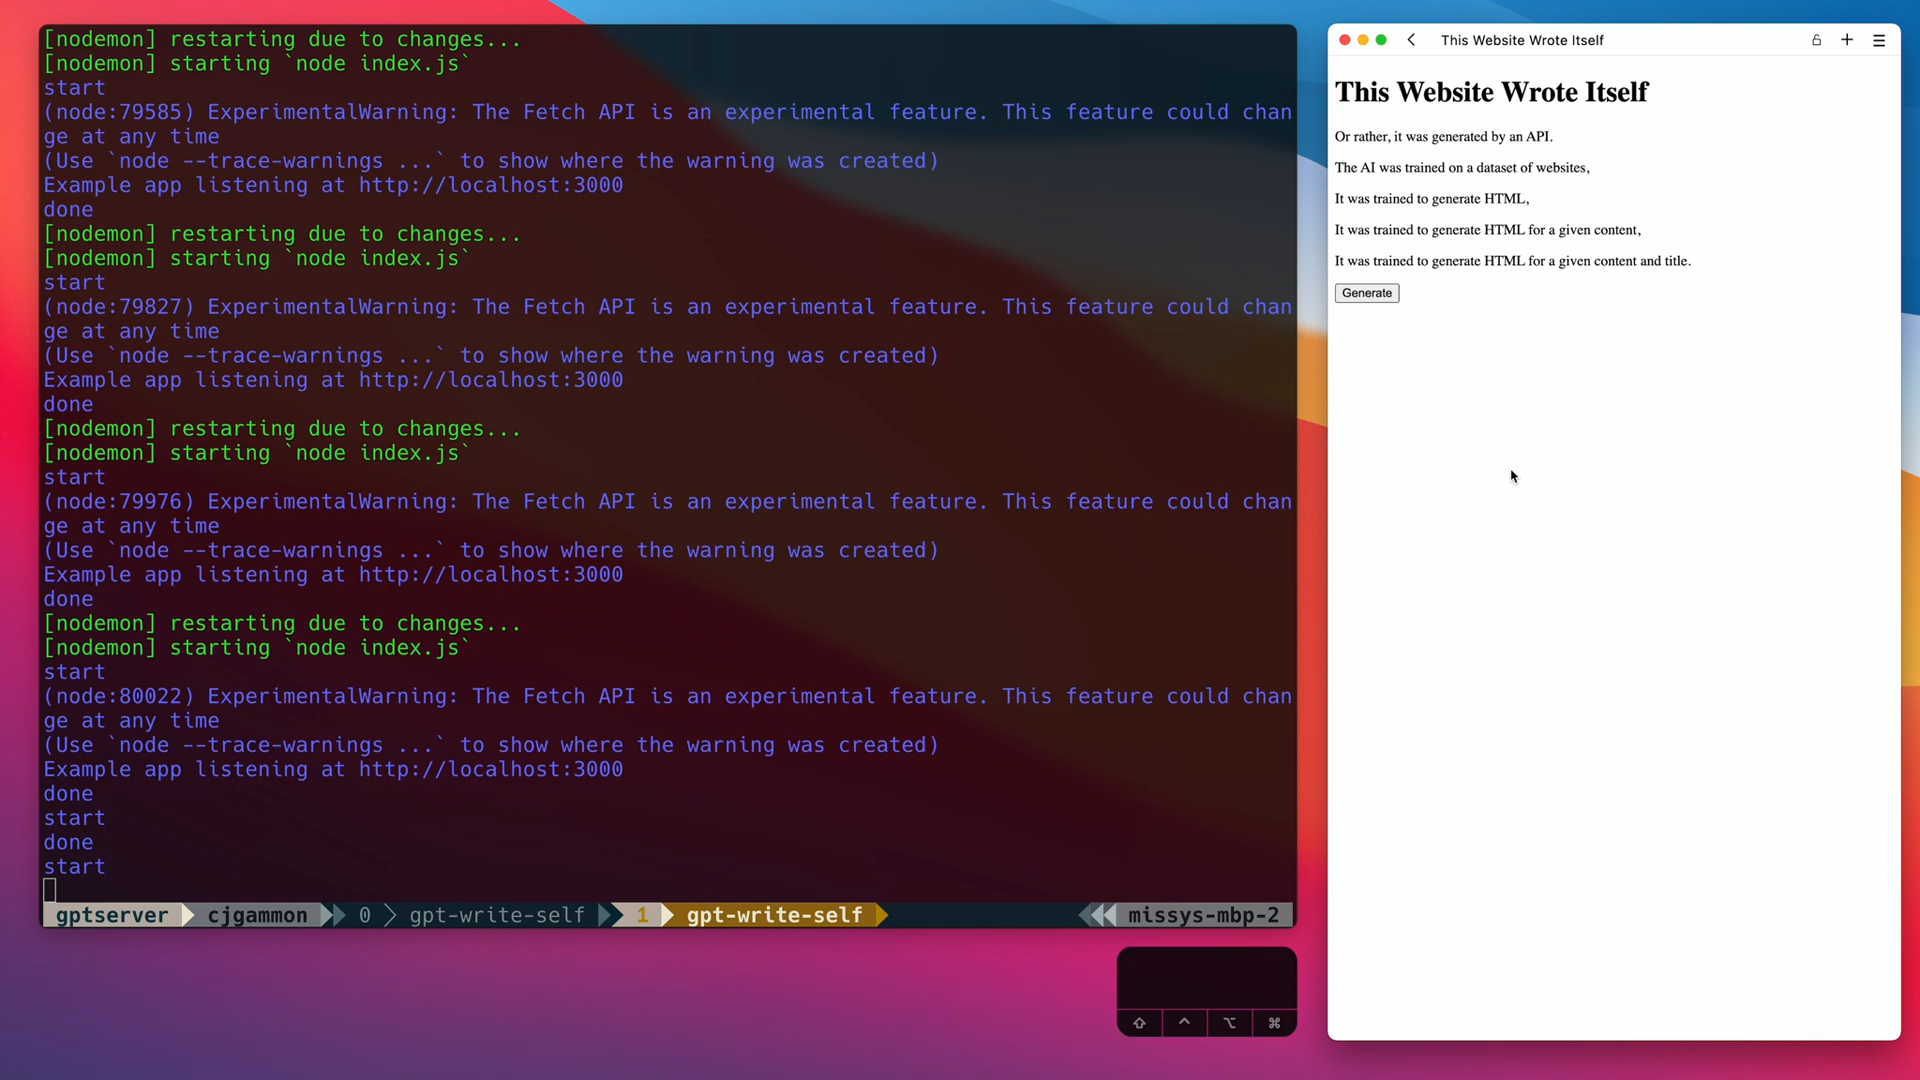 [nodemon] restarting due to changes...
[nodemon] starting `node index.js`
start
(node:79585) ExperimentalWarning: The Fetch API is an experimental feature. This feature could chan
ge at any time
(Use `node --trace-warnings ...` to show where the warning was created)
Example app listening at http://localhost:3000
done
[nodemon] restarting due to changes...
[nodemon] starting `node index.js`
start
(node:79827) ExperimentalWarning: The Fetch API is an experimental feature. This feature could chan
ge at any time
(Use `node --trace-warnings ...` to show where the warning was created)
Example app listening at http://localhost:3000
done
[nodemon] restarting due to changes...
[nodemon] starting `node index.js`
start
(node:79976) ExperimentalWarning: The Fetch API is an experimental feature. This feature could chan
ge at any time
(Use `node --trace-warnings ...` to show where the warning was created)
Example app listening at http://localhost:3000
done
[nodemon] restarting due to changes...
[nodemon] starting `node index.js`
start
(node:80022) ExperimentalWarning: The Fetch API is an experimental feature. This feature could chan
ge at any time
(Use `node --trace-warnings ...` to show where the warning was created)
Example app listening at http://localhost:3000
done
start
done
start
gptserver cjgammon 0 gpt-write-self 1 gpt-write-self missys-mbp-2
This Website Wrote Itself
This Website Wrote Itself
Or rather, it was generated by an API.
The AI was trained on a dataset of websites,
It was trained to generate HTML,
It was trained to generate HTML for a given content,
It was trained to generate HTML for a given content and title.
Generate